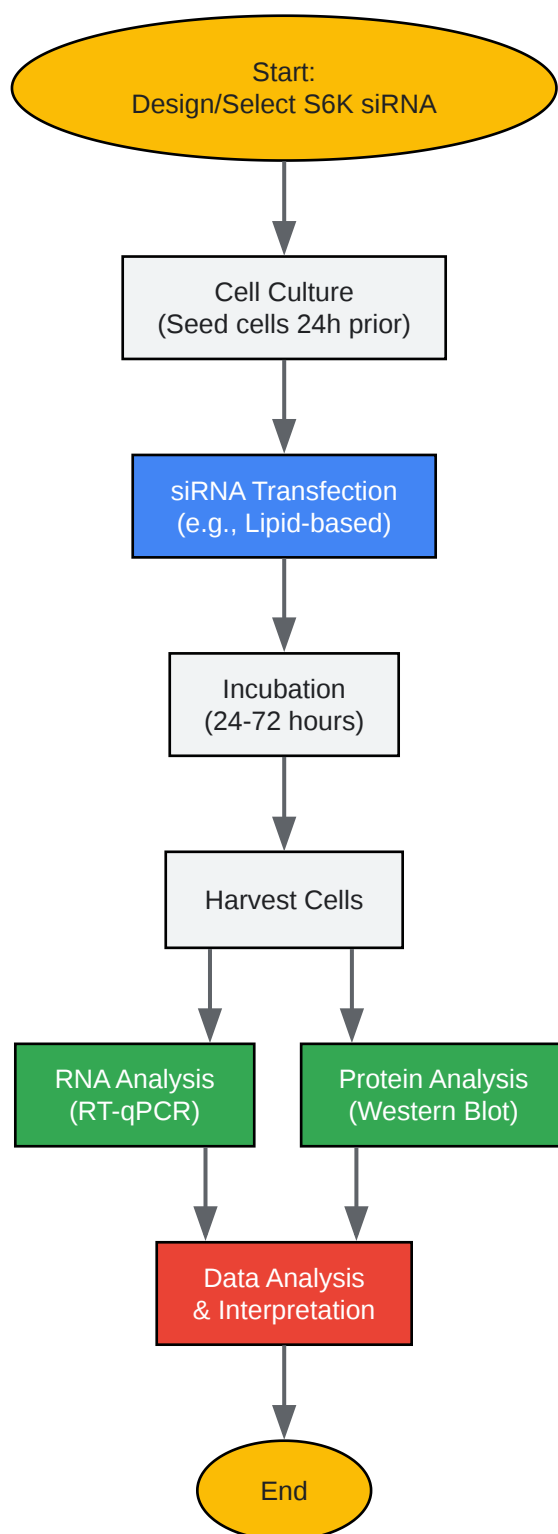 Start:
Design/Select S6K siRNA
Cell Culture
(Seed cells 24h prior)
siRNA Transfection
(e.g., Lipid-based)
Incubation
(24-72 hours)
Harvest Cells
RNA Analysis
(RT-qPCR)
Protein Analysis
(Western Blot)
Data Analysis
& Interpretation
End